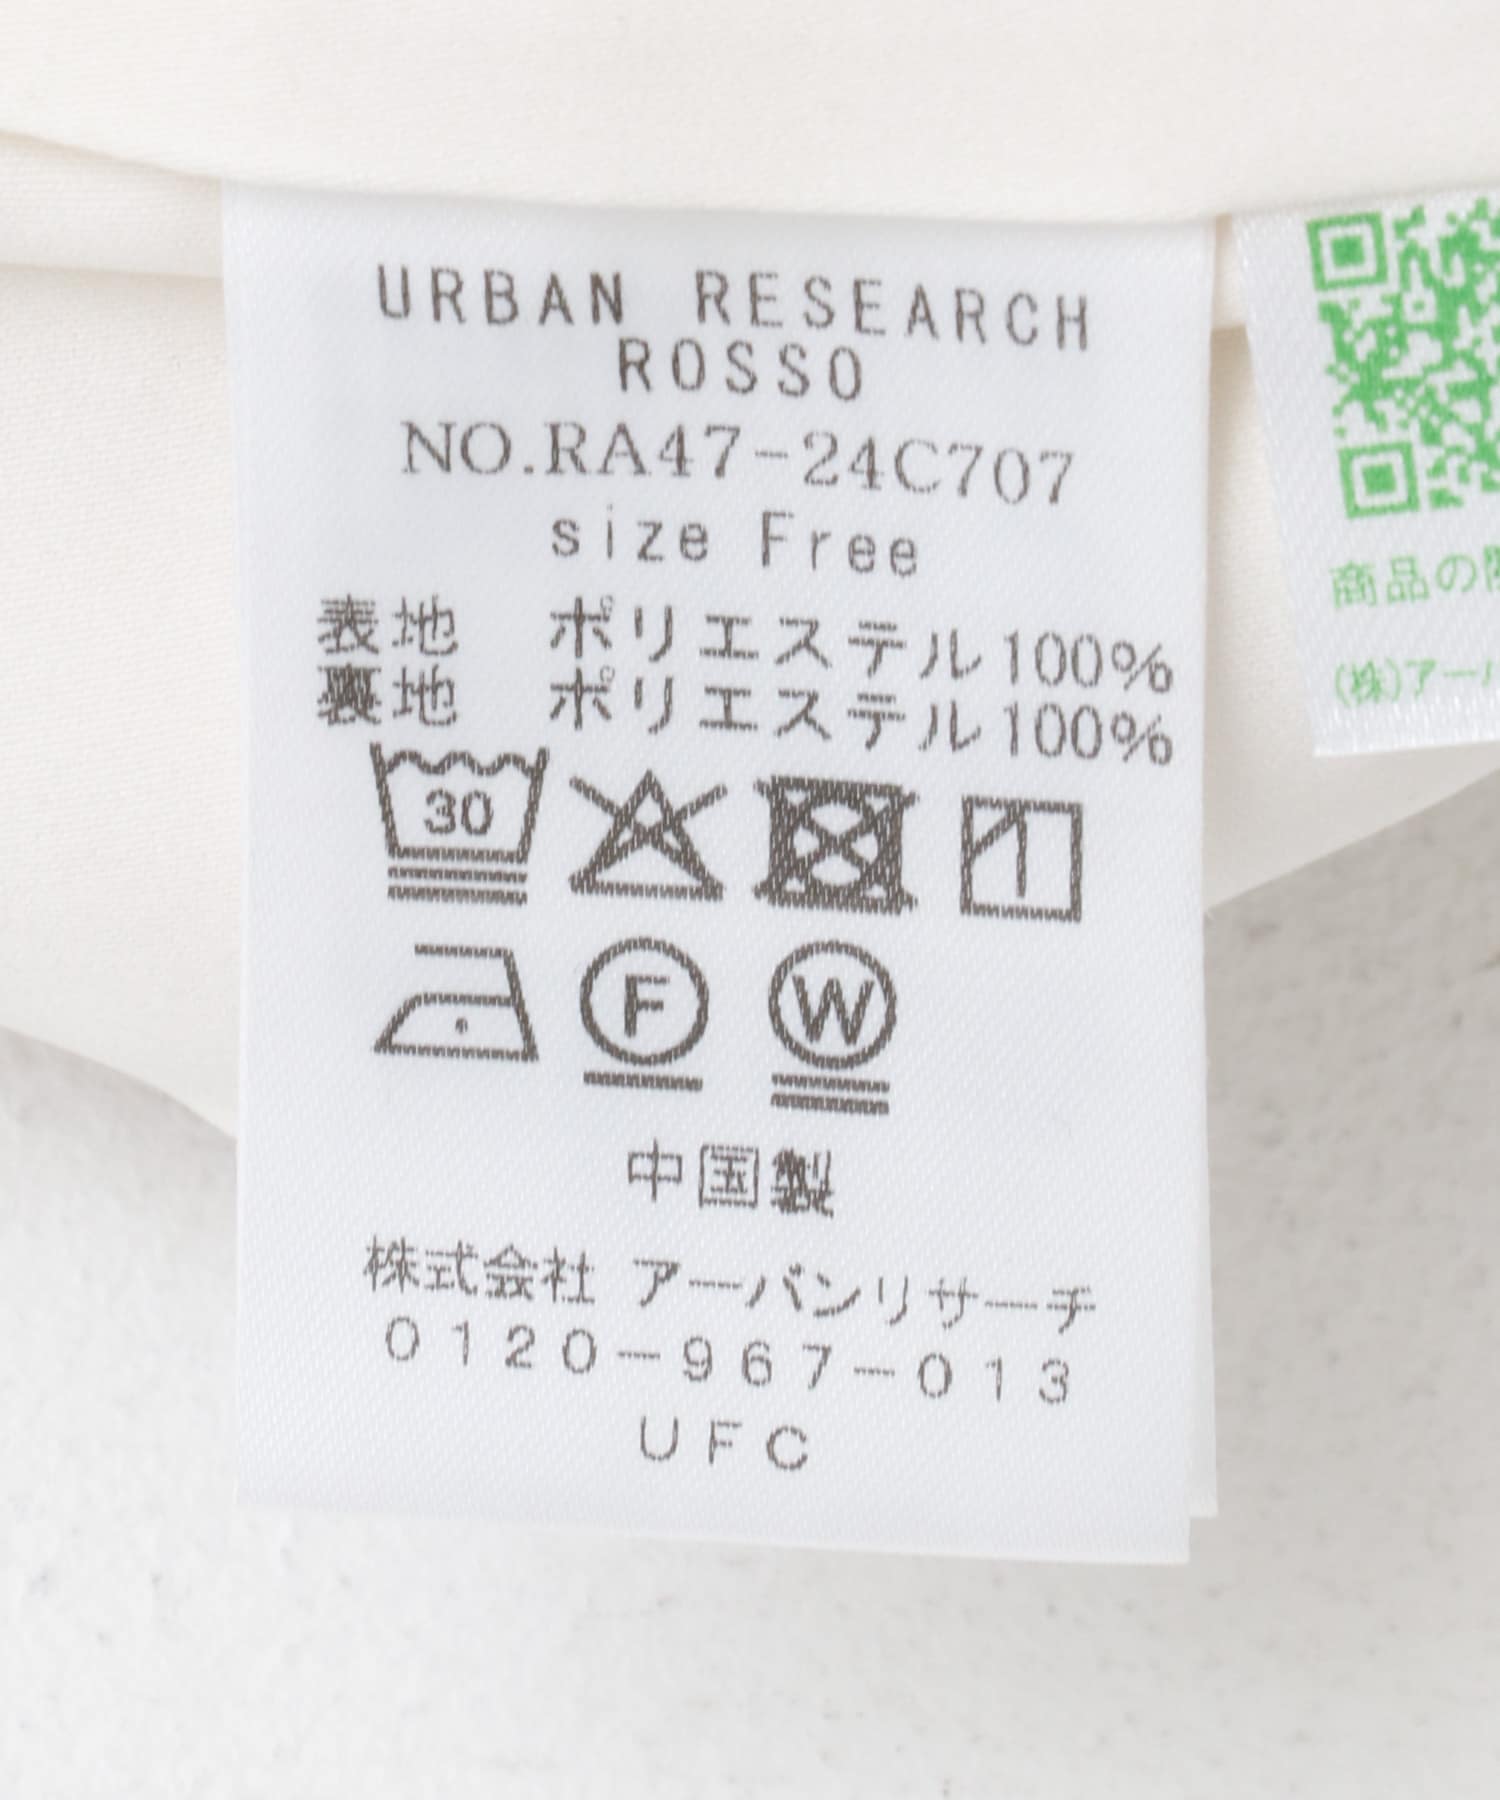 URBAN RESEARCH
ROSSO
NO.RA47-24C707
size Free
表地 ポリエステル100%
裏地 ポリエステル100%
30
F W
中国製
株式会社 アーバンリサーチ
0120-967-013
UFC
商品の
(株)アー